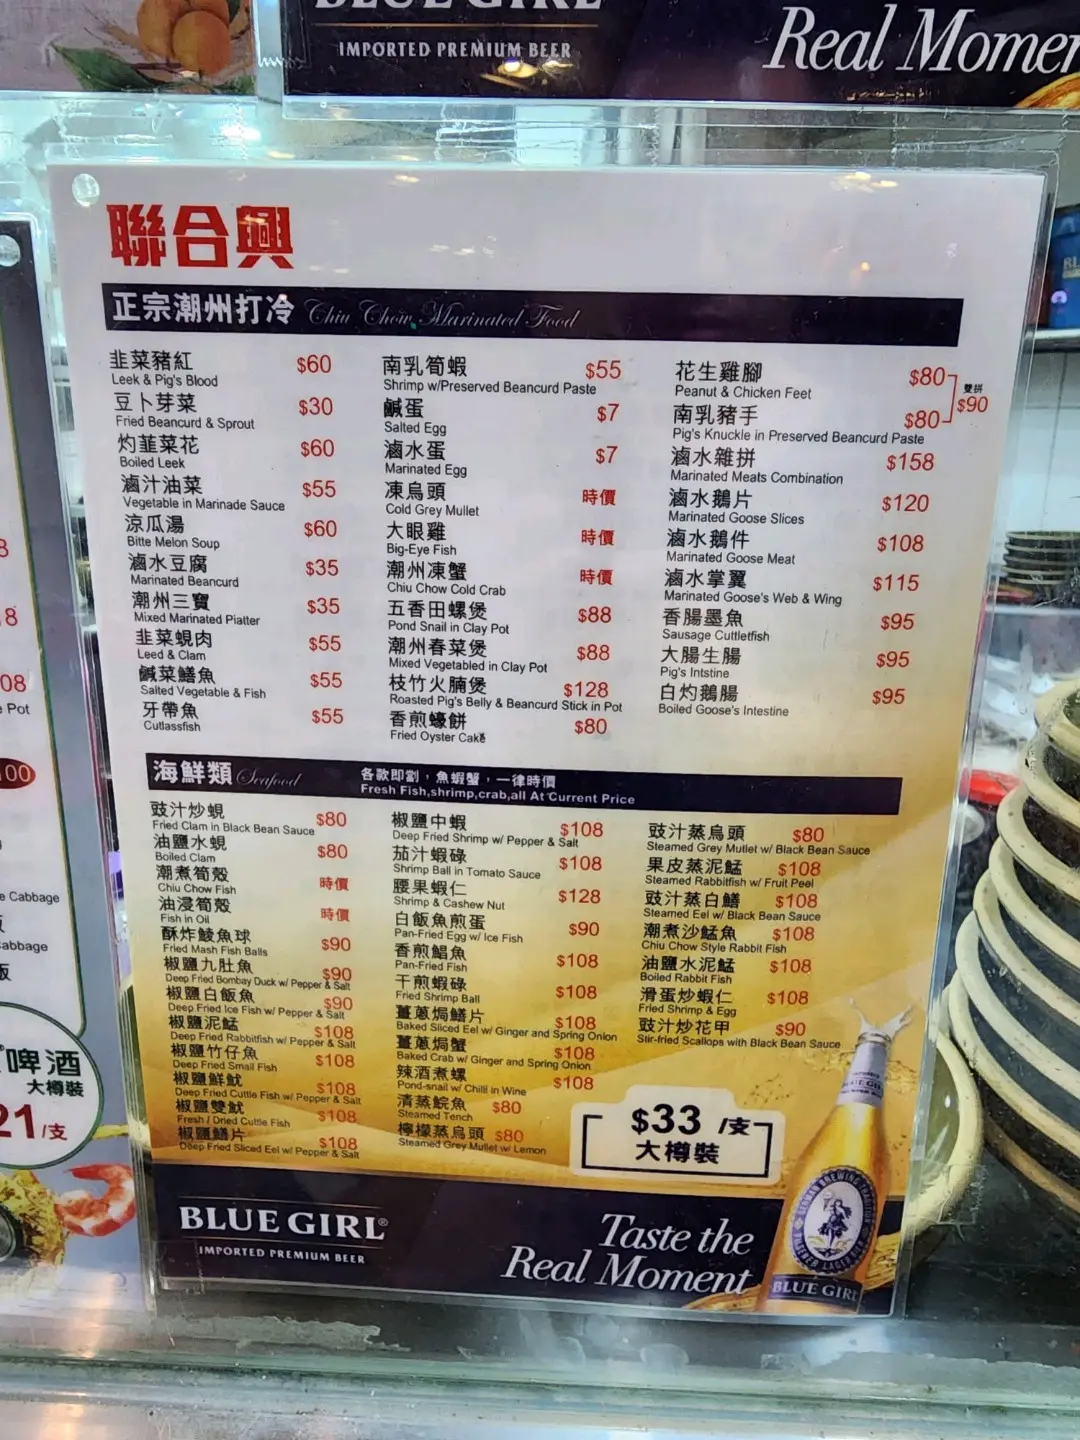 BLUE GIRL
IMPORTED PREMIUM BEER
Real Momen
聯合興
正宗潮州打冷 Chiu Chow Marinated Food
韭菜豬紅 $60
Leek & Pig's Blood
豆卜芽菜 $30
Fried Beancurd & Sprout
灼韮菜花 $60
Boiled Leek
滷汁油菜 $55
Vegetable in Marinade Sauce
涼瓜湯 $60
Bitte Melon Soup
滷水豆腐 $35
Marinated Beancurd
潮州三寶 $35
Mixed Marinated Piatter
韭菜蜆肉 $55
Leed & Clam
鹹菜鱔魚 $55
Salted Vegetable & Fish
牙帶魚 $55
Cutlassfish
南乳筍蝦 $55
Shrimp w/Preserved Beancurd Paste
鹹蛋 $7
Salted Egg
滷水蛋 $7
Marinated Egg
凍烏頭 時價
Cold Grey Mullet
大眼雞 時價
Big-Eye Fish
潮州凍蟹 時價
Chiu Chow Cold Crab
五香田螺煲 $88
Pond Snail in Clay Pot
潮州春菜煲 $88
Mixed Vegetabled in Clay Pot
枝竹火腩煲 $128
Roasted Pig's Belly & Beancurd Stick in Pot
香煎蠔餅 $80
Fried Oyster Cake
花生雞腳 $80
Peanut & Chicken Feet
雙拼 $90
南乳豬手 $80
Pig's Knuckle in Preserved Beancurd Paste
滷水雜拼 $158
Marinated Meats Combination
滷水鵝片 $120
Marinated Goose Slices
滷水鵝件 $108
Marinated Goose Meat
滷水掌翼 $115
Marinated Goose's Web & Wing
香腸墨魚 $95
Sausage Cuttletfish
大腸生腸 $95
Pig's Intstine
白灼鵝腸 $95
Boiled Goose's Intestine
海鮮類 Seafood 各款即劏，魚蝦蟹，一律時價
Fresh Fish,shrimp,crab,all At Current Price
豉汁炒蜆 $80
Fried Clam in Black Bean Sauce
油鹽水蜆 $80
Boiled Clam
潮煮筍殼 時價
Chiu Chow Fish
油浸筍殼 時價
Fish in Oil
酥炸鯪魚球 $90
Fried Mash Fish Balls
椒鹽九肚魚 $90
Deep Fried Bombay Duck w/ Pepper & Salt
椒鹽白飯魚 $90
Deep Fried Ice Fish w/ Pepper & Salt
椒鹽泥鯭 $108
Deep Fried Rabbitfish w/ Pepper & Salt
椒鹽竹仔魚 $108
Deep Fried Small Fish
椒鹽鮮魷 $108
Deep Fried Cuttle Fish w/ Pepper & Salt
椒鹽雙魷 $108
Fresh / Dried Cuttle Fish
椒鹽鱔片 $108
Deep Fried Sliced Eel w/ Pepper & Salt
椒鹽中蝦 $108
Deep Fried Shrimp w/ Pepper & Salt
茄汁蝦碌 $108
Shrimp Ball in Tomato Sauce
腰果蝦仁 $128
Shrimp & Cashew Nut
白飯魚煎蛋 $90
Pan-Fried Egg w/ Ice Fish
香煎鯧魚 $108
Pan-Fried Fish
干煎蝦碌 $108
Fried Shrimp Ball
薑蔥焗鱔片 $108
Baked Sliced Eel w/ Ginger and Spring Onion
薑蔥焗蟹 $108
Baked Crab w/ Ginger and Spring Onion
辣酒煮螺 $108
Pond-snail w/ Chilli in Wine
清蒸鯇魚 $80
Steamed Tench
檸檬蒸烏頭 $80
Steamed Grey Mullet w/ Lemon
豉汁蒸烏頭 $80
Steamed Grey Mutlet w/ Black Bean Sauce
果皮蒸泥鯭 $108
Steamed Rabbitfish w/ Fruit Peel
豉汁蒸白鱔 $108
Steamed Eel w/ Black Bean Sauce
潮煮沙鯭魚 $108
Chiu Chow Style Rabbit Fish
油鹽水泥鯭 $108
Boiled Rabbit Fish
滑蛋炒蝦仁 $108
Fried Shrimp & Egg
豉汁炒花甲 $90
Stir-fried Scallops with Black Bean Sauce
$33 /支
大樽裝
BLUE GIRL®
IMPORTED PREMIUM BEER
Taste the
Real Moment
BLUE GIRL
8
08
e Pot
00
e Cabbage
abbage
飯
啤酒
大樽裝
21/支